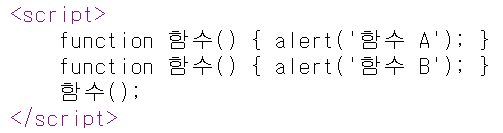 <script>
function 함수() { alert('함수 A'); }
function 함수() { alert('함수 B'); }
함수();
</script>